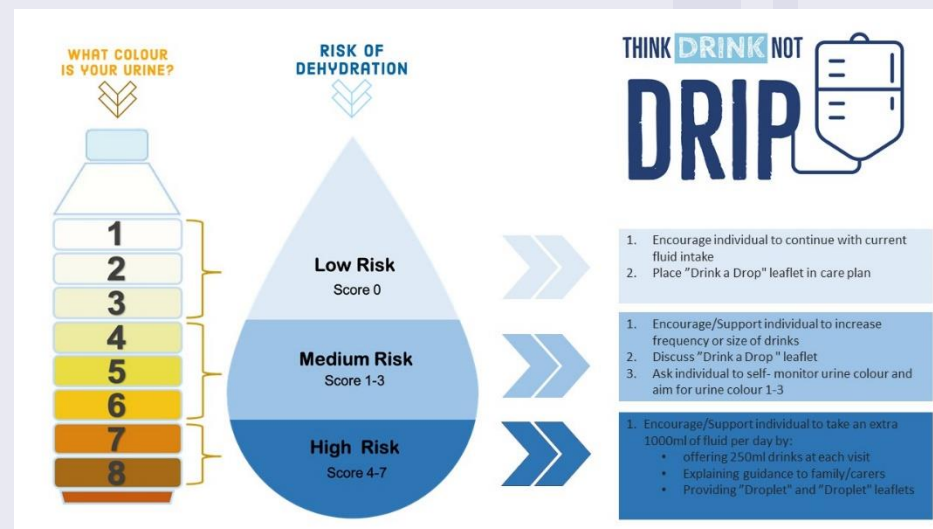 WHAT COLOUR
IS YOUR URINE?
1
2
3
4
5
6
7
8
RISK OF
DEHYDRATION
Low Risk
Score 0
Medium Risk
Score 1-3
High Risk
Score 4-7
THINK DRINK NOT
DRIP
1. Encourage individual to continue with current
fluid intake
2. Place "Drink a Drop" leaflet in care plan
1. Encourage/Support individual to increase
frequency or size of drinks
2. Discuss "Drink a Drop " leaflet
3. Ask individual to self- monitor urine colour and
aim for urine colour 1-3
1. Encourage/Support individual to take an extra
1000ml of fluid per day by:
• offering 250ml drinks at each visit
• Explaining guidance to family/carers
• Providing "Droplet" and "Droplet" leaflets